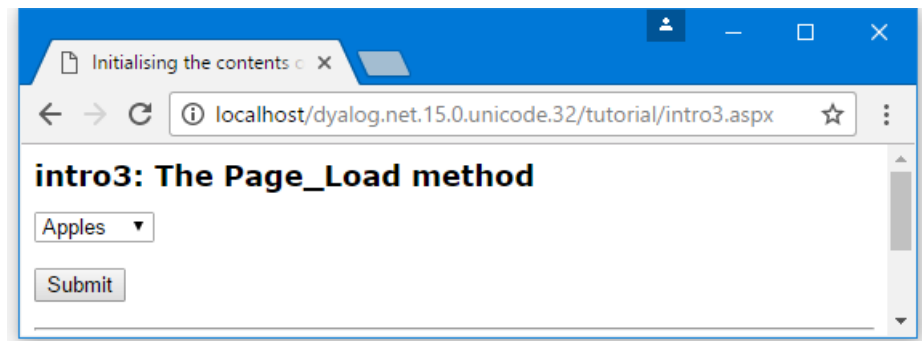 Initialising the contents
localhost/dyalog.net.15.0.unicode.32/tutorial/intro3.aspx
intro3: The Page_Load method
Apples
Submit